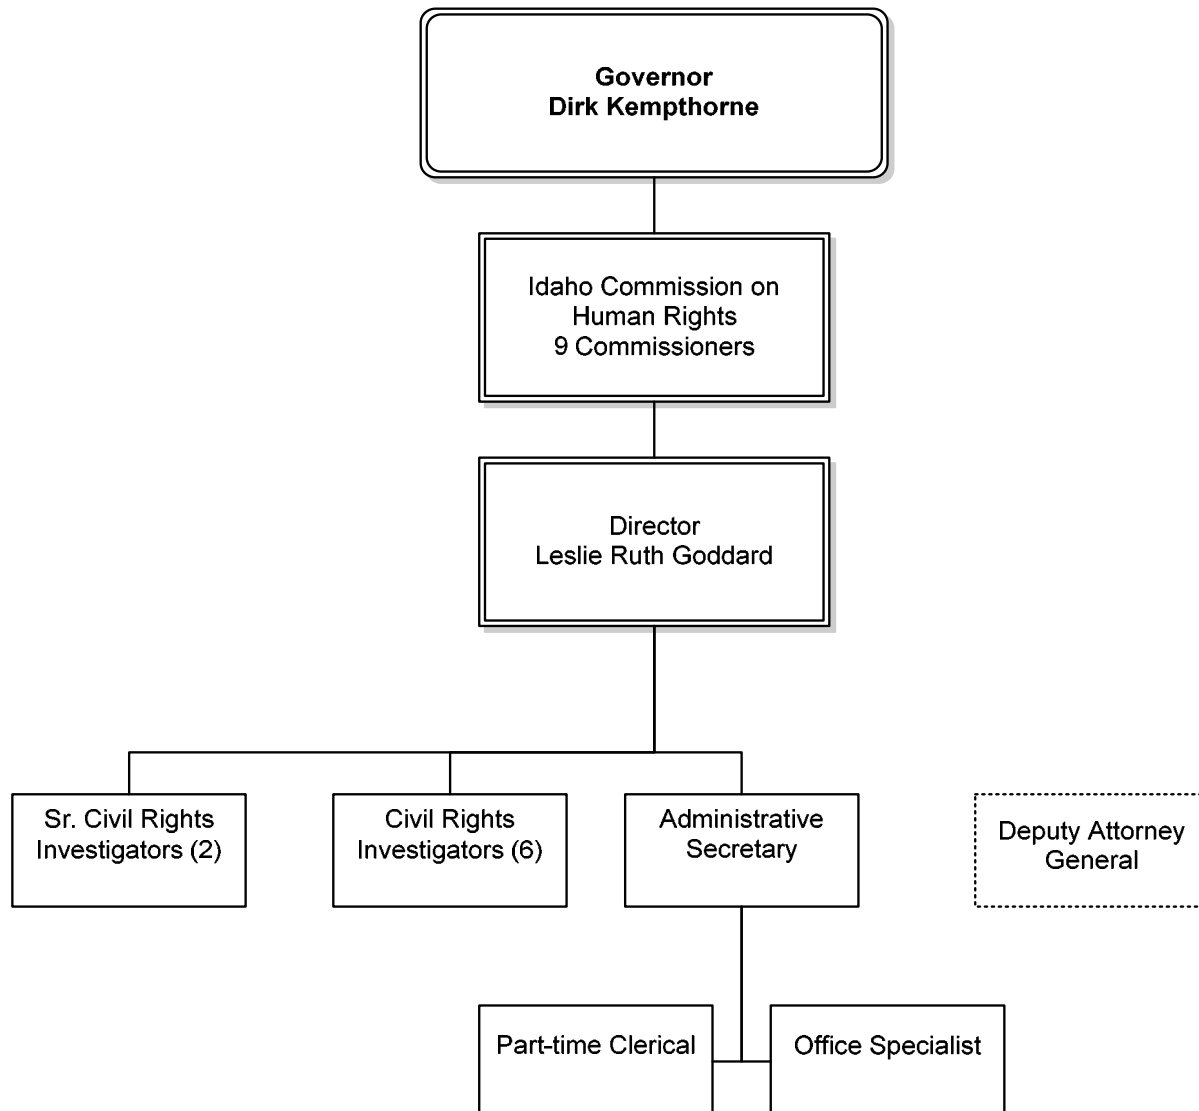 Governor
Dirk Kempthorne
Idaho Commission on
Human Rights
9 Commissioners
Director
Leslie Ruth Goddard
Sr. Civil Rights
Investigators (2)
Civil Rights
Investigators (6)
Administrative
Secretary
Deputy Attorney
General
Part-time Clerical
Office Specialist